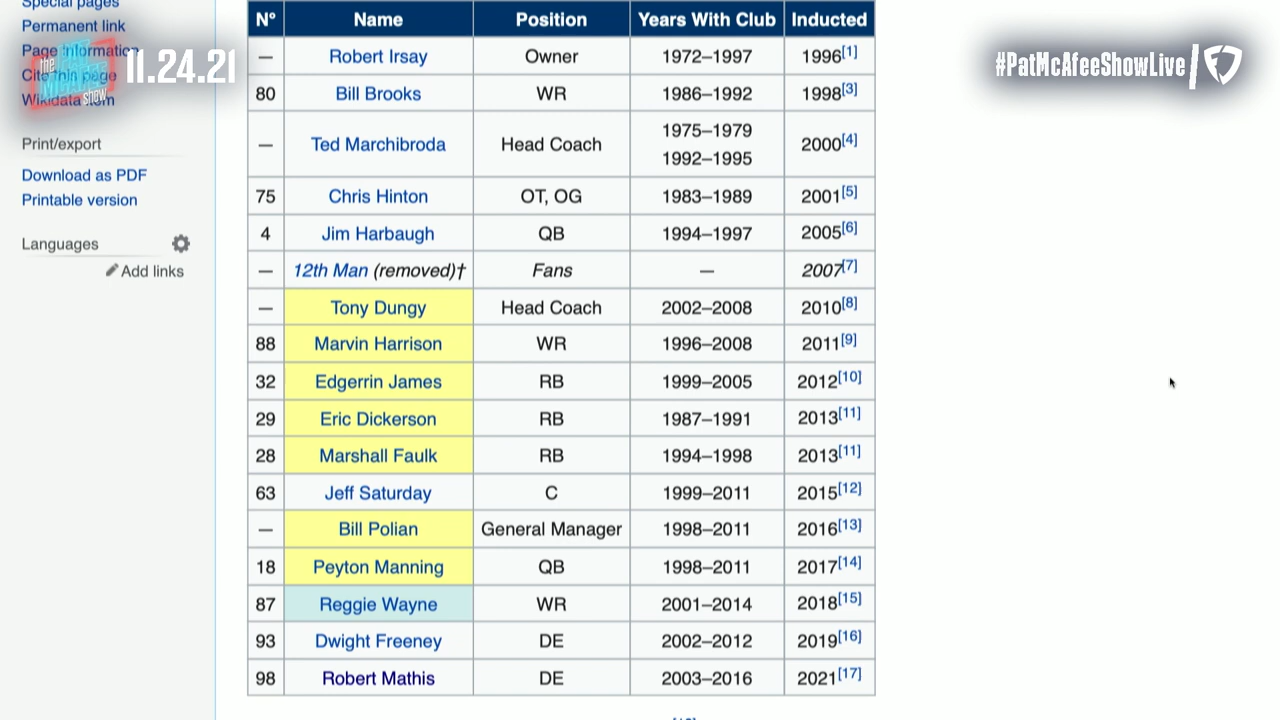 Special pages
Permanent link
Page information
Cite this page
Wikidata item
Print/export
Download as PDF
Printable version
Languages
Add links
the
McAfee
show
11.24.21
#PatMcAfeeShowLive
N° Name Position Years With Club Inducted
— Robert Irsay Owner 1972–1997 1996[1]
80 Bill Brooks WR 1986–1992 1998[3]
— Ted Marchibroda Head Coach 1975–1979 2000[4]
1992–1995
75 Chris Hinton OT, OG 1983–1989 2001[5]
4 Jim Harbaugh QB 1994–1997 2005[6]
— 12th Man (removed)† Fans — 2007[7]
— Tony Dungy Head Coach 2002–2008 2010[8]
88 Marvin Harrison WR 1996–2008 2011[9]
32 Edgerrin James RB 1999–2005 2012[10]
29 Eric Dickerson RB 1987–1991 2013[11]
28 Marshall Faulk RB 1994–1998 2013[11]
63 Jeff Saturday C 1999–2011 2015[12]
— Bill Polian General Manager 1998–2011 2016[13]
18 Peyton Manning QB 1998–2011 2017[14]
87 Reggie Wayne WR 2001–2014 2018[15]
93 Dwight Freeney DE 2002–2012 2019[16]
98 Robert Mathis DE 2003–2016 2021[17]